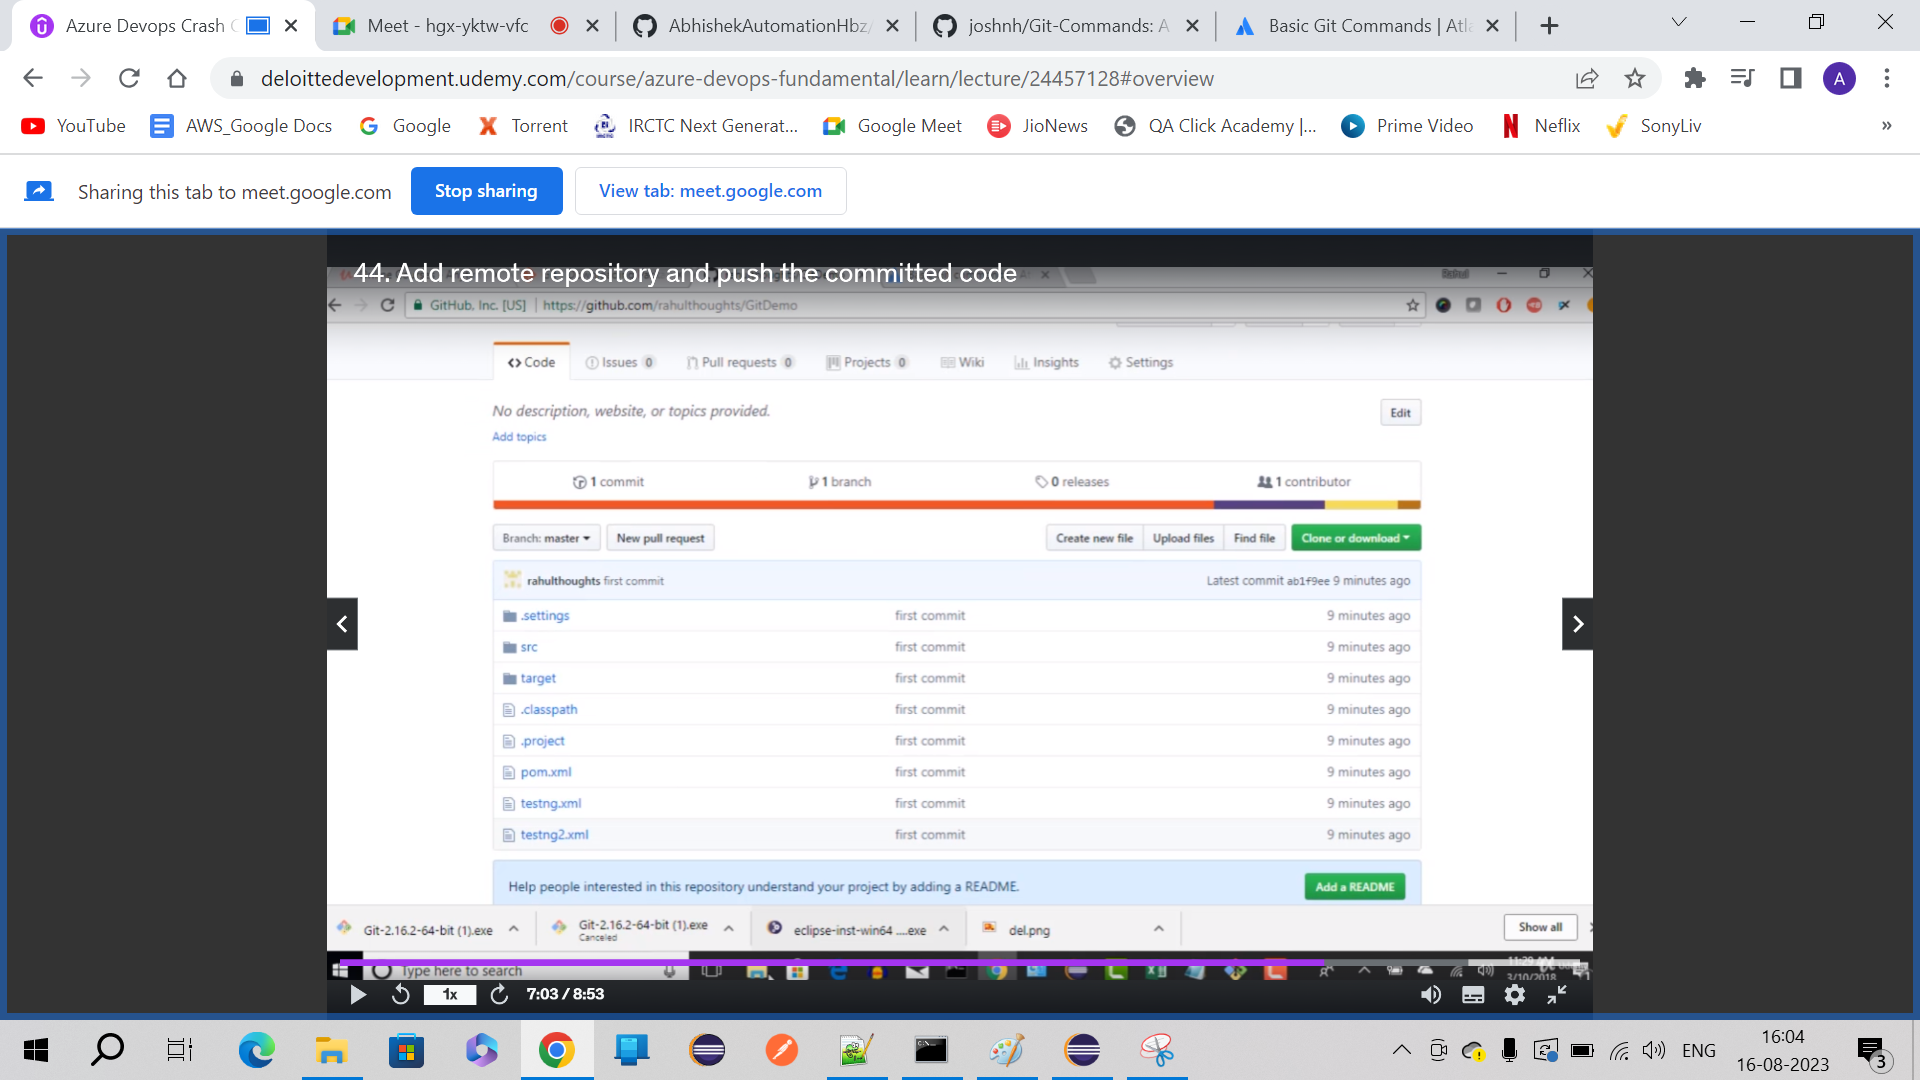 Azure Devops Crash C
Meet - hgx-yktw-vfc
AbhishekAutomationHbz/
joshnh/Git-Commands: A
Basic Git Commands | Atla
deloittedevelopment.udemy.com/course/azure-devops-fundamental/learn/lecture/24457128#overview
A
YouTube
AWS_Google Docs
Google
Torrent
IRCTC Next Generat...
Google Meet
JioNews
QA Click Academy |...
Prime Video
Neflix
SonyLiv
»
Sharing this tab to meet.google.com
Stop sharing
View tab: meet.google.com
44. Add remote repository and push the committed code
GitHub, Inc. [US] | https://github.com/rahulthoughts/GitDemo
Code
Issues 0
Pull requests 0
Projects 0
Wiki
Insights
Settings
No description, website, or topics provided.
Edit
Add topics
1 commit
1 branch
0 releases
1 contributor
Branch: master
New pull request
Create new file
Upload files
Find file
Clone or download
rahulthoughts first commit
Latest commit ab1f9ee 9 minutes ago
.settings first commit 9 minutes ago
src first commit 9 minutes ago
target first commit 9 minutes ago
.classpath first commit 9 minutes ago
.project first commit 9 minutes ago
pom.xml first commit 9 minutes ago
testng.xml first commit 9 minutes ago
testng2.xml first commit 9 minutes ago
Help people interested in this repository understand your project by adding a README.
Add a README
Git-2.16.2-64-bit (1).exe
Git-2.16.2-64-bit (1).exe
Canceled
eclipse-inst-win64 ....exe
del.png
Show all
Type here to search
3/10/2018
1x
7:03 / 8:53
ENG
16:04
16-08-2023
3